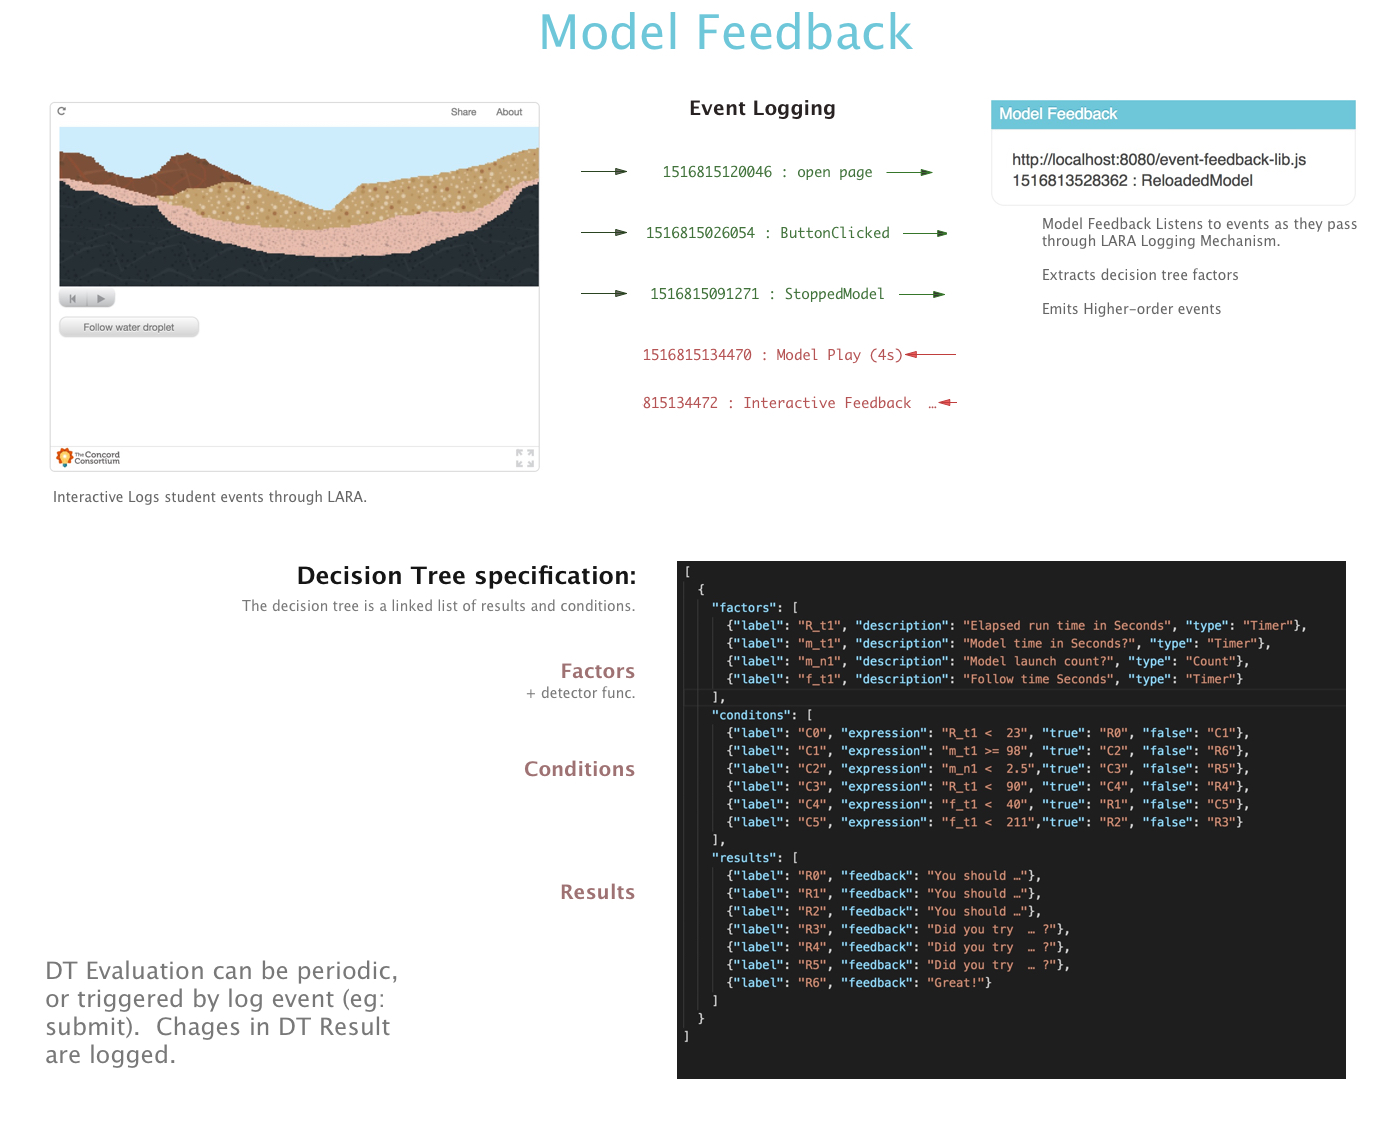 Model Feedback
Share About
Follow water droplet
The Concord
Consortium
Interactive Logs student events through LARA.
Event Logging
1516815120046 : open page
1516815026054 : ButtonClicked
1516815091271 : StoppedModel
1516815134470 : Model Play (4s)
815134472 : Interactive Feedback …
Model Feedback
http://localhost:8080/event-feedback-lib.js
1516813528362 : ReloadedModel
Model Feedback Listens to events as they pass
through LARA Logging Mechanism.
Extracts decision tree factors
Emits Higher-order events
Decision Tree specification:
The decision tree is a linked list of results and conditions.
Factors
+ detector func.
Conditions
Results
DT Evaluation can be periodic,
or triggered by log event (eg:
submit).  Chages in DT Result
are logged.
[
{
"factors": [
{"label": "R_t1", "description": "Elapsed run time in Seconds", "type": "Timer"},
{"label": "m_t1", "description": "Model time in Seconds?", "type": "Timer"},
{"label": "m_n1", "description": "Model launch count?", "type": "Count"},
{"label": "f_t1", "description": "Follow time Seconds", "type": "Timer"}
],
"conditons": [
{"label": "C0", "expression": "R_t1 <  23", "true": "R0", "false": "C1"},
{"label": "C1", "expression": "m_t1 >= 98", "true": "C2", "false": "R6"},
{"label": "C2", "expression": "m_n1 <  2.5","true": "C3", "false": "R5"},
{"label": "C3", "expression": "R_t1 <  90", "true": "C4", "false": "R4"},
{"label": "C4", "expression": "f_t1 <  40", "true": "R1", "false": "C5"},
{"label": "C5", "expression": "f_t1 <  211","true": "R2", "false": "R3"}
],
"results": [
{"label": "R0", "feedback": "You should …"},
{"label": "R1", "feedback": "You should …"},
{"label": "R2", "feedback": "You should …"},
{"label": "R3", "feedback": "Did you try  … ?"},
{"label": "R4", "feedback": "Did you try  … ?"},
{"label": "R5", "feedback": "Did you try  … ?"},
{"label": "R6", "feedback": "Great!"}
]
}
]